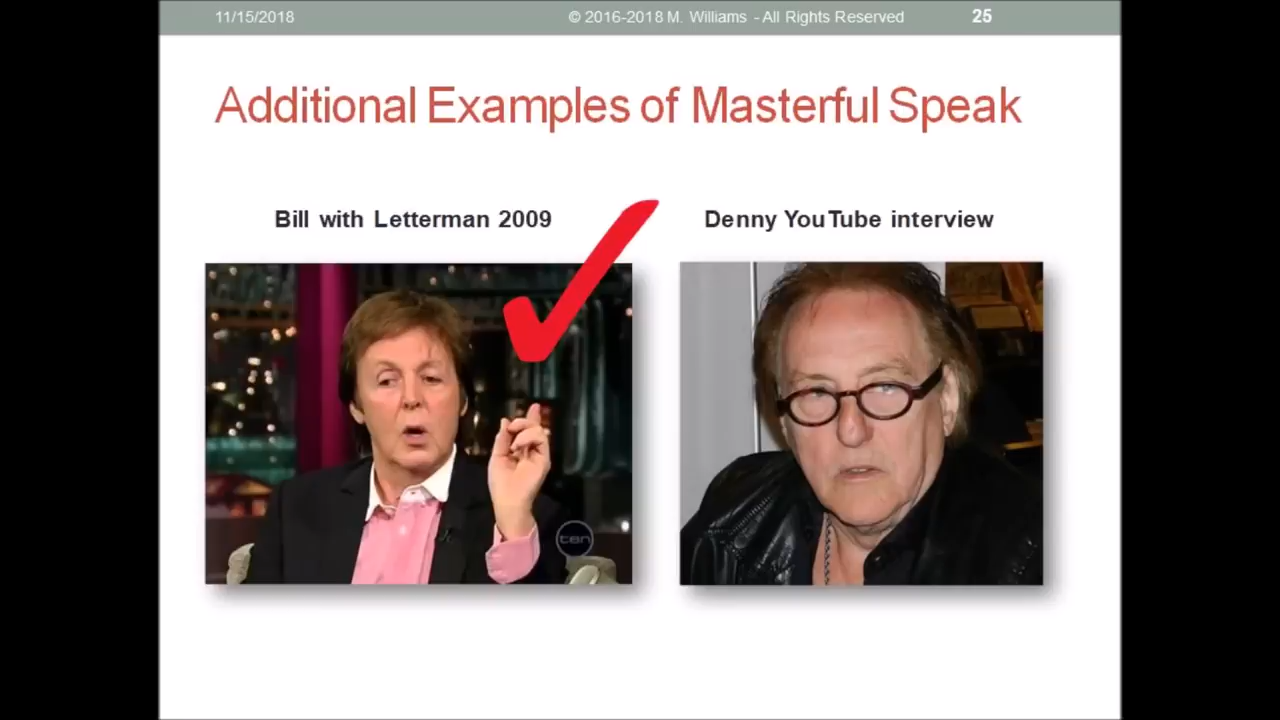 11/15/2018 © 2016-2018 M. Williams - All Rights Reserved 25
Additional Examples of Masterful Speak
Bill with Letterman 2009 Denny YouTube interview
ten